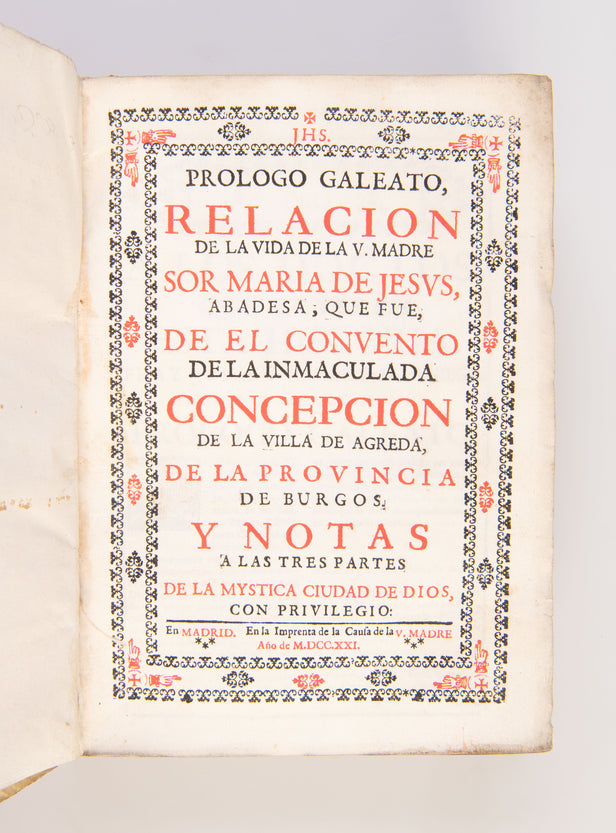 JHS.
PROLOGO GALEATO,
RELACION
DE LA VIDA DE LA V. MADRE
SOR MARIA DE JESVS,
ABADESA, QUE FUE,
DE EL CONVENTO
DE LA INMACULADA
CONCEPCION
DE LA VILLA DE AGREDA,
DE LA PROVINCIA
DE BURGOS,
Y NOTAS
A LAS TRES PARTES
DE LA MYSTICA CIUDAD DE DIOS,
CON PRIVILEGIO:
En MADRID. En la Imprenta de la Cauſa de la V. MADRE
Año de M.DCC.XXI.